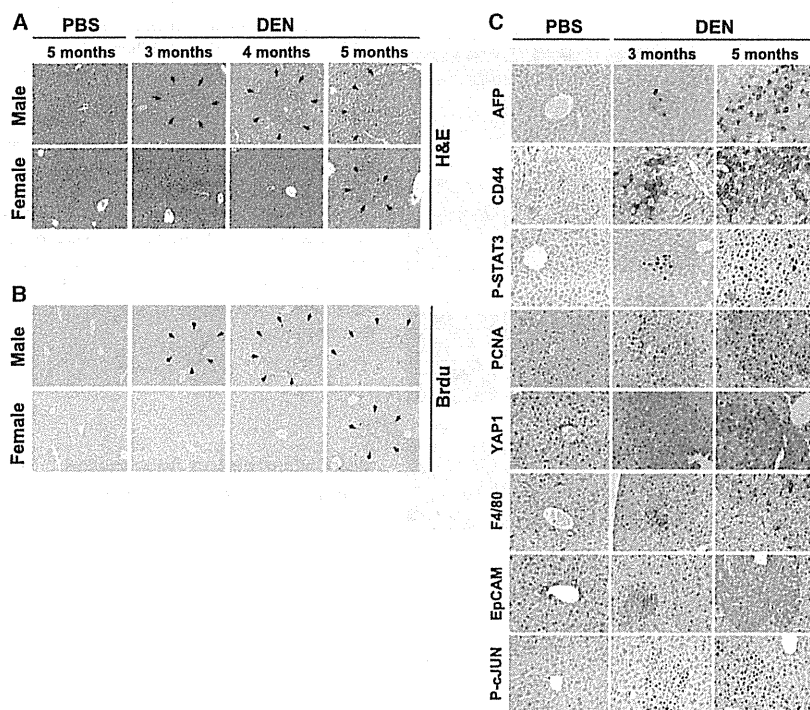 A
PBS
DEN
5 months
3 months
4 months
5 months
Male
Female
H&E
B
Male
Female
Brdu
C
PBS
DEN
3 months
5 months
AFP
CD44
P-STAT3
PCNA
YAP1
F4/80
EpCAM
P-cJUN